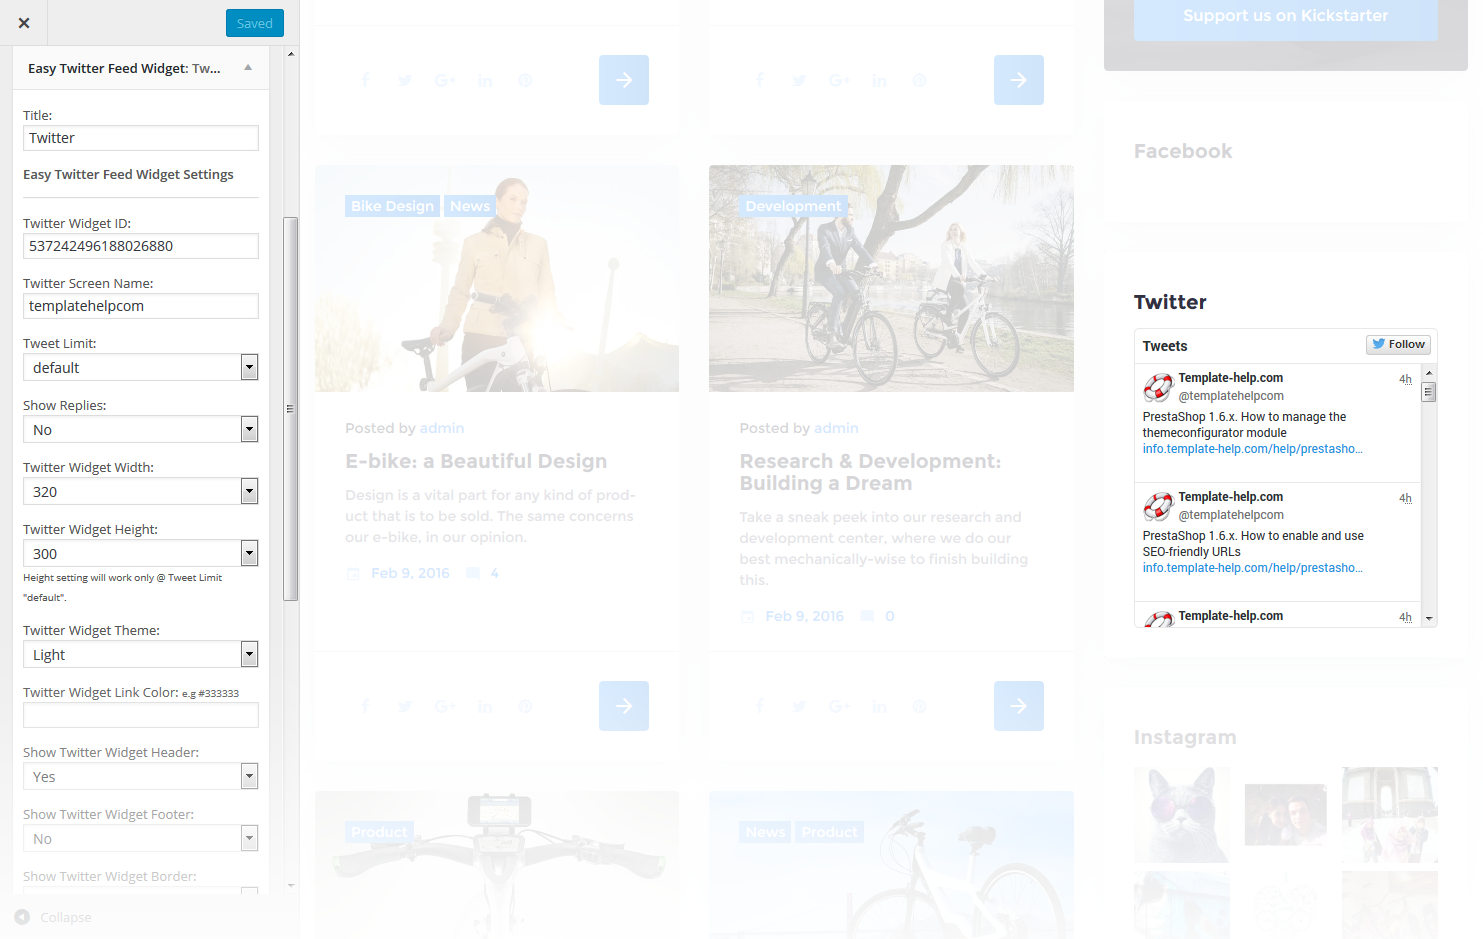 Saved
Easy Twitter Feed Widget: Tw...
Title:
Twitter
Easy Twitter Feed Widget Settings
Twitter Widget ID:
537242496188026880
Twitter Screen Name:
templatehelpcom
Tweet Limit:
default
Show Replies:
No
Twitter Widget Width:
320
Twitter Widget Height:
300
Height setting will work only @ Tweet Limit
"default".
Twitter Widget Theme:
Light
Twitter Widget Link Color: e.g #333333
Show Twitter Widget Header:
Yes
Show Twitter Widget Footer:
No
Show Twitter Widget Border:
Collapse
G+ in
Bike Design News
Posted by admin
E-bike: a Beautiful Design
Design is a vital part for any kind of prod-
uct that is to be sold. The same concerns
our e-bike, in our opinion.
Feb 9, 2016 4
G+ in
Product
G+ in
Development
Posted by admin
Research & Development:
Building a Dream
Take a sneak peek into our research and
development center, where we do our
best mechanically-wise to finish building
this.
Feb 9, 2016 0
G+ in
News Product
Support us on Kickstarter
Facebook
Twitter
Tweets Follow
Template-help.com 4h
@templatehelpcom
PrestaShop 1.6.x. How to manage the
themeconfigurator module
info.template-help.com/help/prestasho...
Template-help.com 4h
@templatehelpcom
PrestaShop 1.6.x. How to enable and use
SEO-friendly URLs
info.template-help.com/help/prestasho...
Template-help.com 4h
Instagram